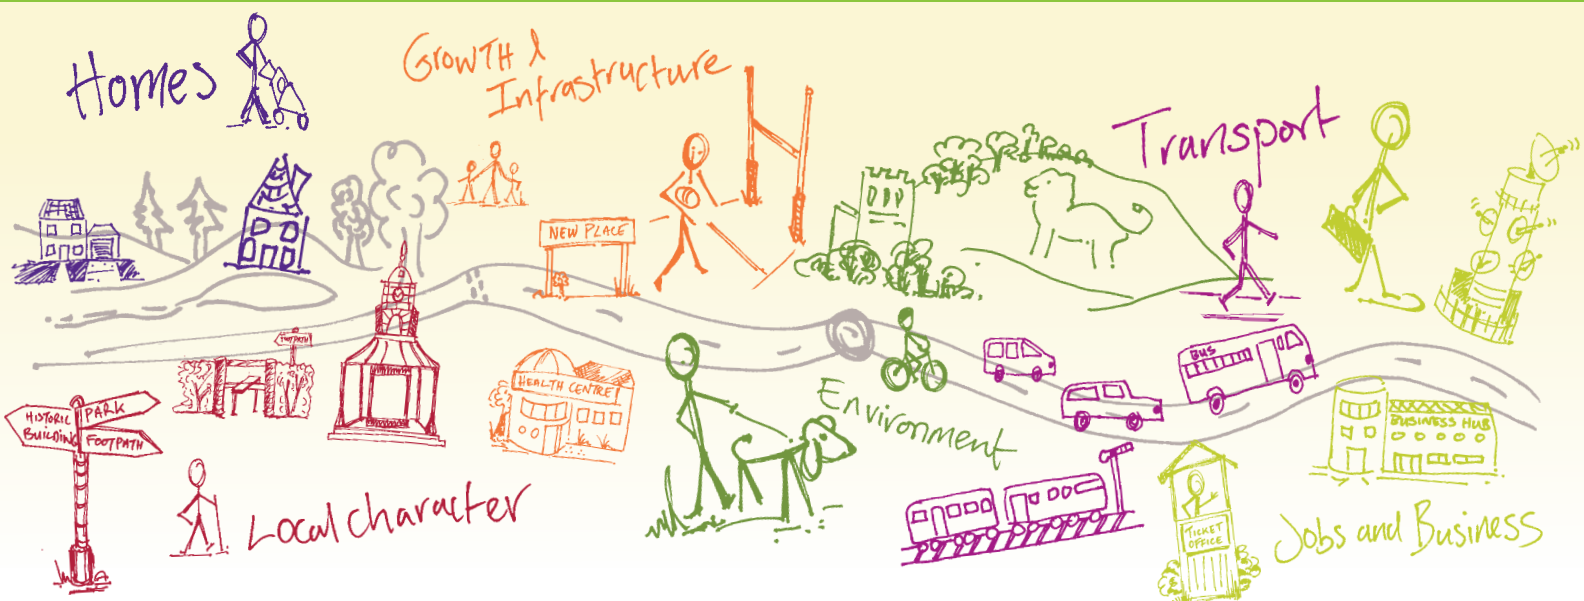 Homes
Growth &
Infrastructure
Transport
NEW PLACE
FOOTPATH
BUS
HEALTH CENTRE
Environment
HISTORIC
BUILDING
PARK
FOOTPATH
BUSINESS HUB
Local character
TICKET
OFFICE
Jobs and Business